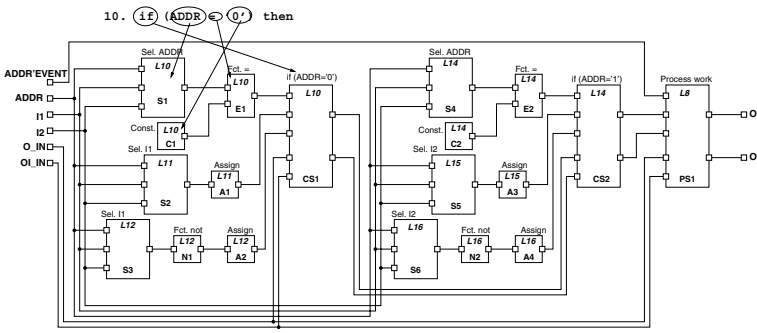 10. if (ADDR = '0') then
Sel. ADDR
L10
S1
Fct. =
L10
E1
if (ADDR='0')
L10
CS1
Const.
L10
C1
Sel. I1
L11
S2
Assign
L11
A1
Sel. I1
L12
S3
Fct. not
L12
N1
Assign
L12
A2
Sel. ADDR
L14
S4
Fct. =
L14
E2
if (ADDR='1')
L14
CS2
Const.
L14
C2
Sel. I2
L15
S5
Assign
L15
A3
Sel. I2
L16
S6
Fct. not
L16
N2
Assign
L16
A4
Process work
L8
PS1
ADDR'EVENT
ADDR
I1
I2
O_IN
OI_IN
O
O